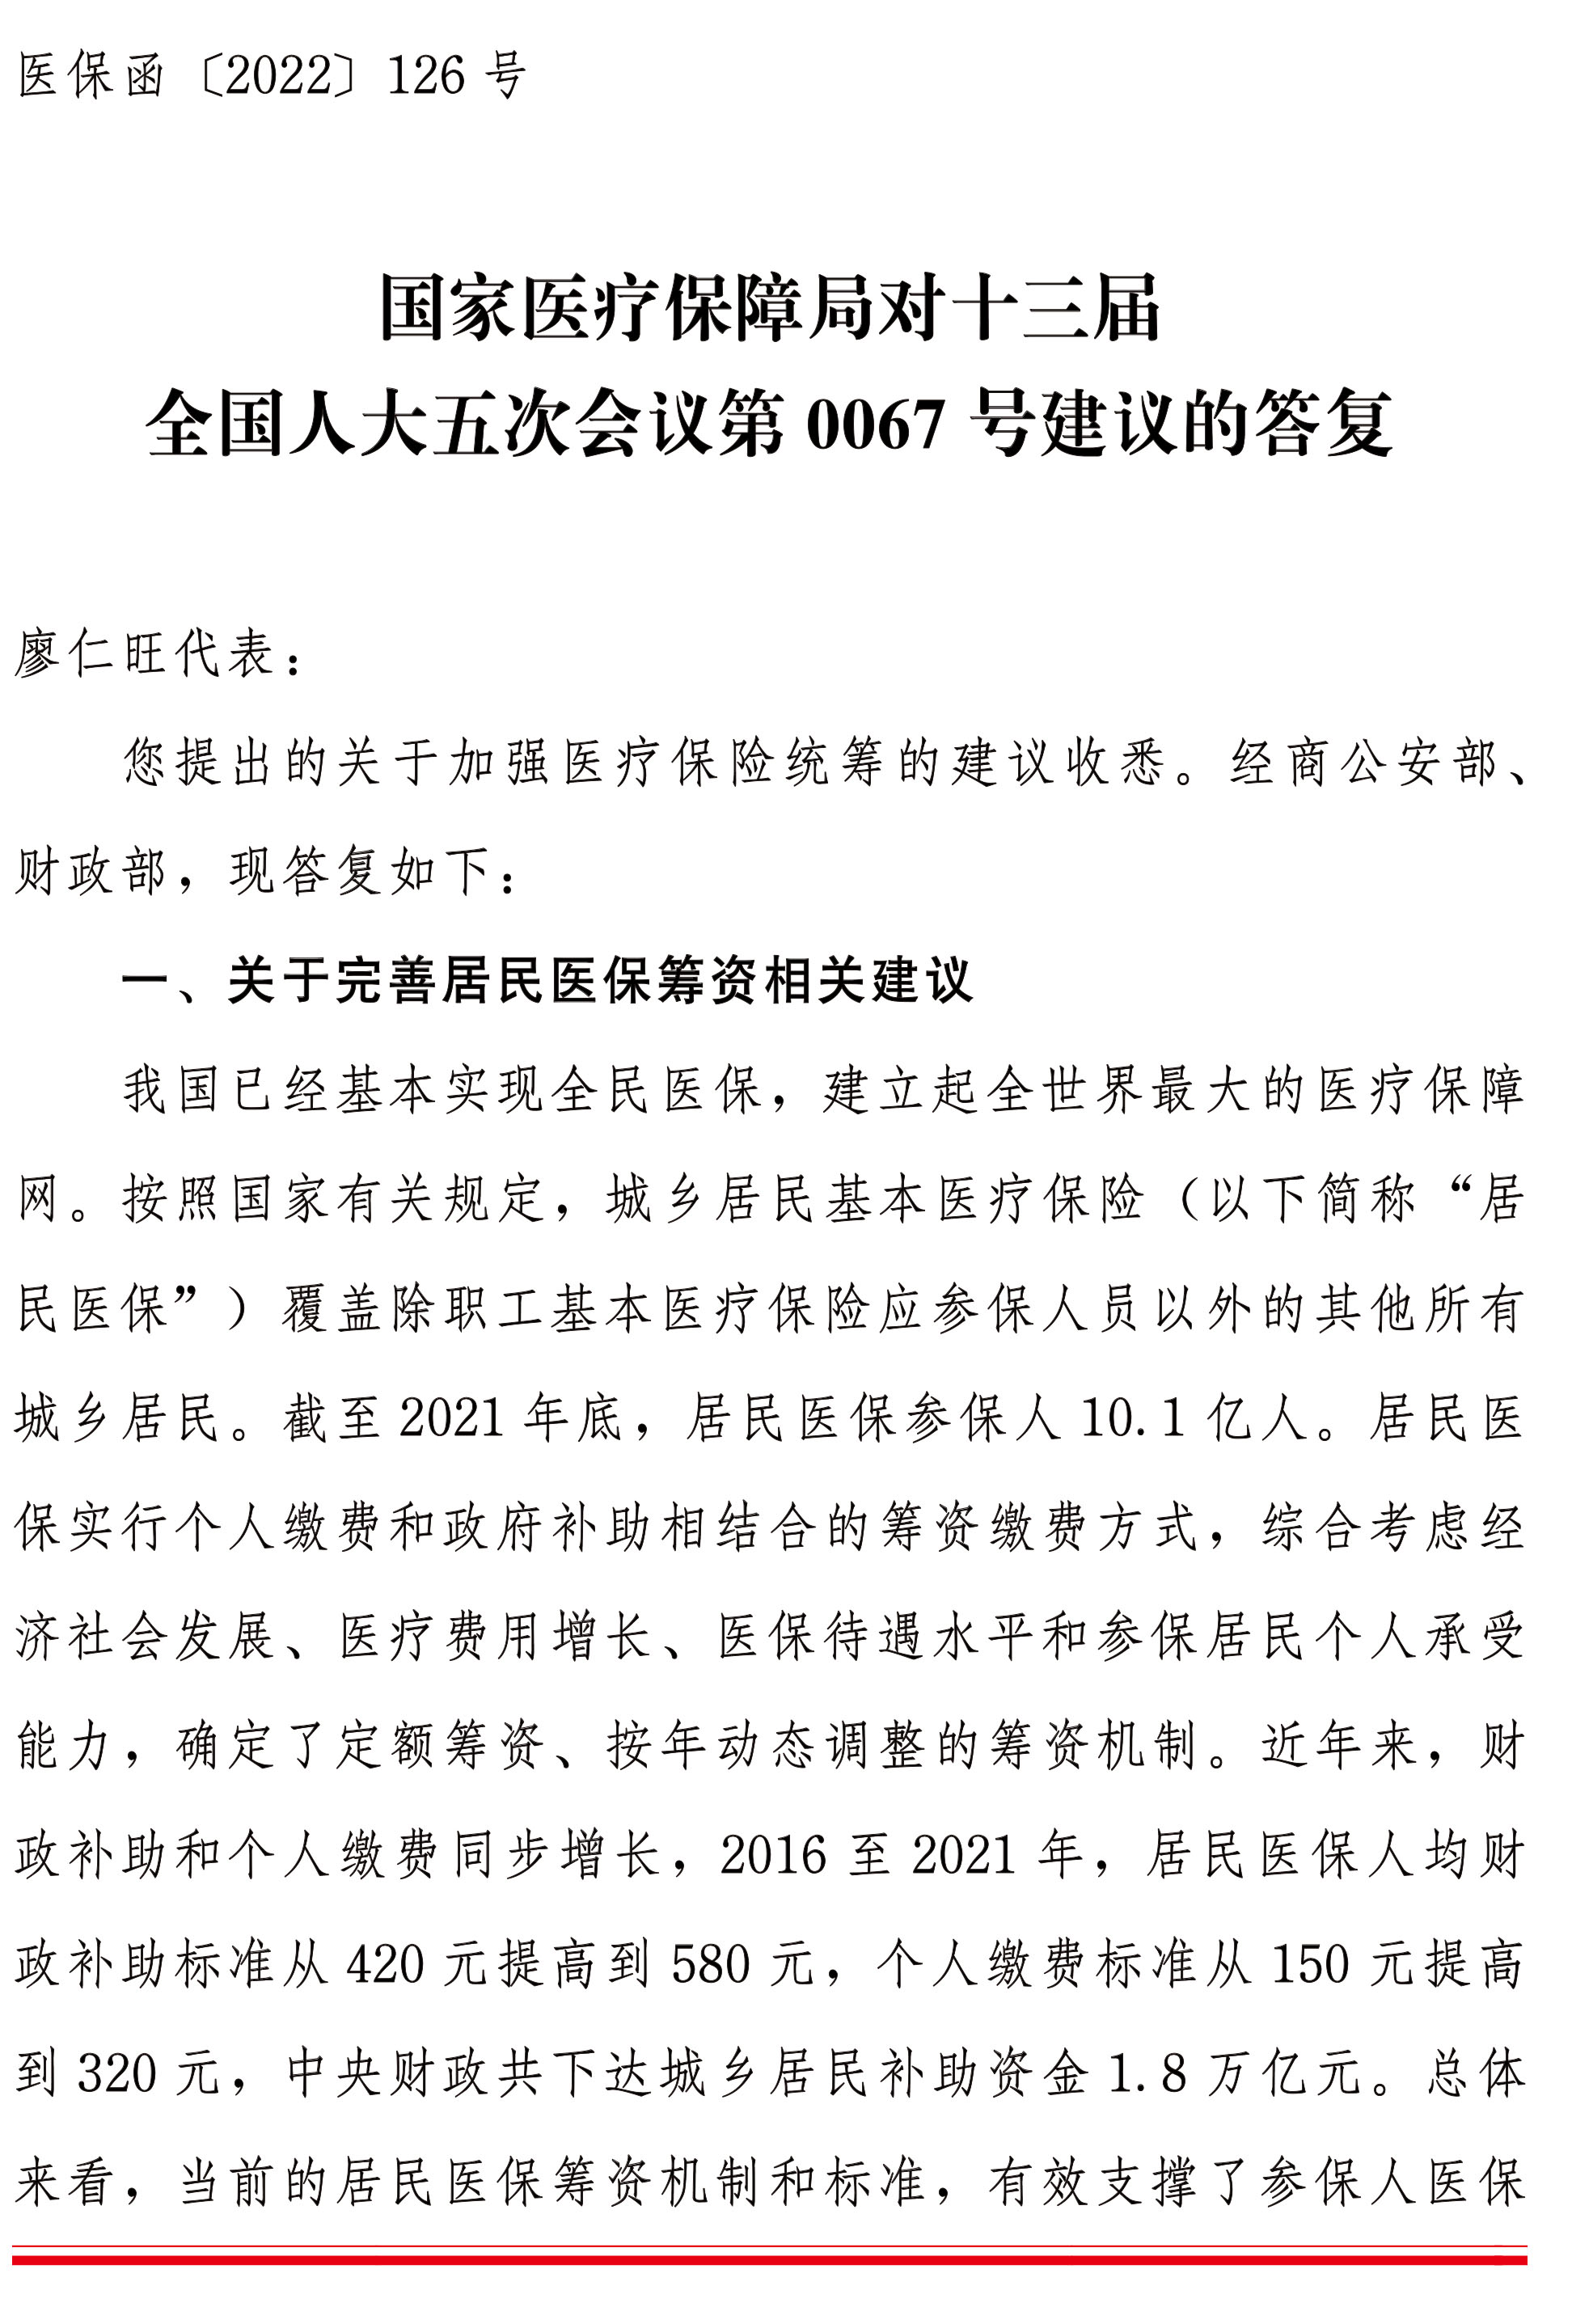 医保函〔2022〕126 号
国家医疗保障局对十三届
全国人大五次会议第 0067 号建议的答复
廖仁旺代表：
您提出的关于加强医疗保险统筹的建议收悉。经商公安部、
财政部，现答复如下：
一、关于完善居民医保筹资相关建议
我国已经基本实现全民医保，建立起全世界最大的医疗保障
网。按照国家有关规定，城乡居民基本医疗保险（以下简称“居
民医保”）覆盖除职工基本医疗保险应参保人员以外的其他所有
城乡居民。截至 2021 年底，居民医保参保人 10.1 亿人。居民医
保实行个人缴费和政府补助相结合的筹资缴费方式，综合考虑经
济社会发展、医疗费用增长、医保待遇水平和参保居民个人承受
能力，确定了定额筹资、按年动态调整的筹资机制。近年来，财
政补助和个人缴费同步增长，2016 至 2021 年，居民医保人均财
政补助标准从 420 元提高到 580 元，个人缴费标准从 150 元提高
到 320 元，中央财政共下达城乡居民补助资金 1.8 万亿元。总体
来看，当前的居民医保筹资机制和标准，有效支撑了参保人医保